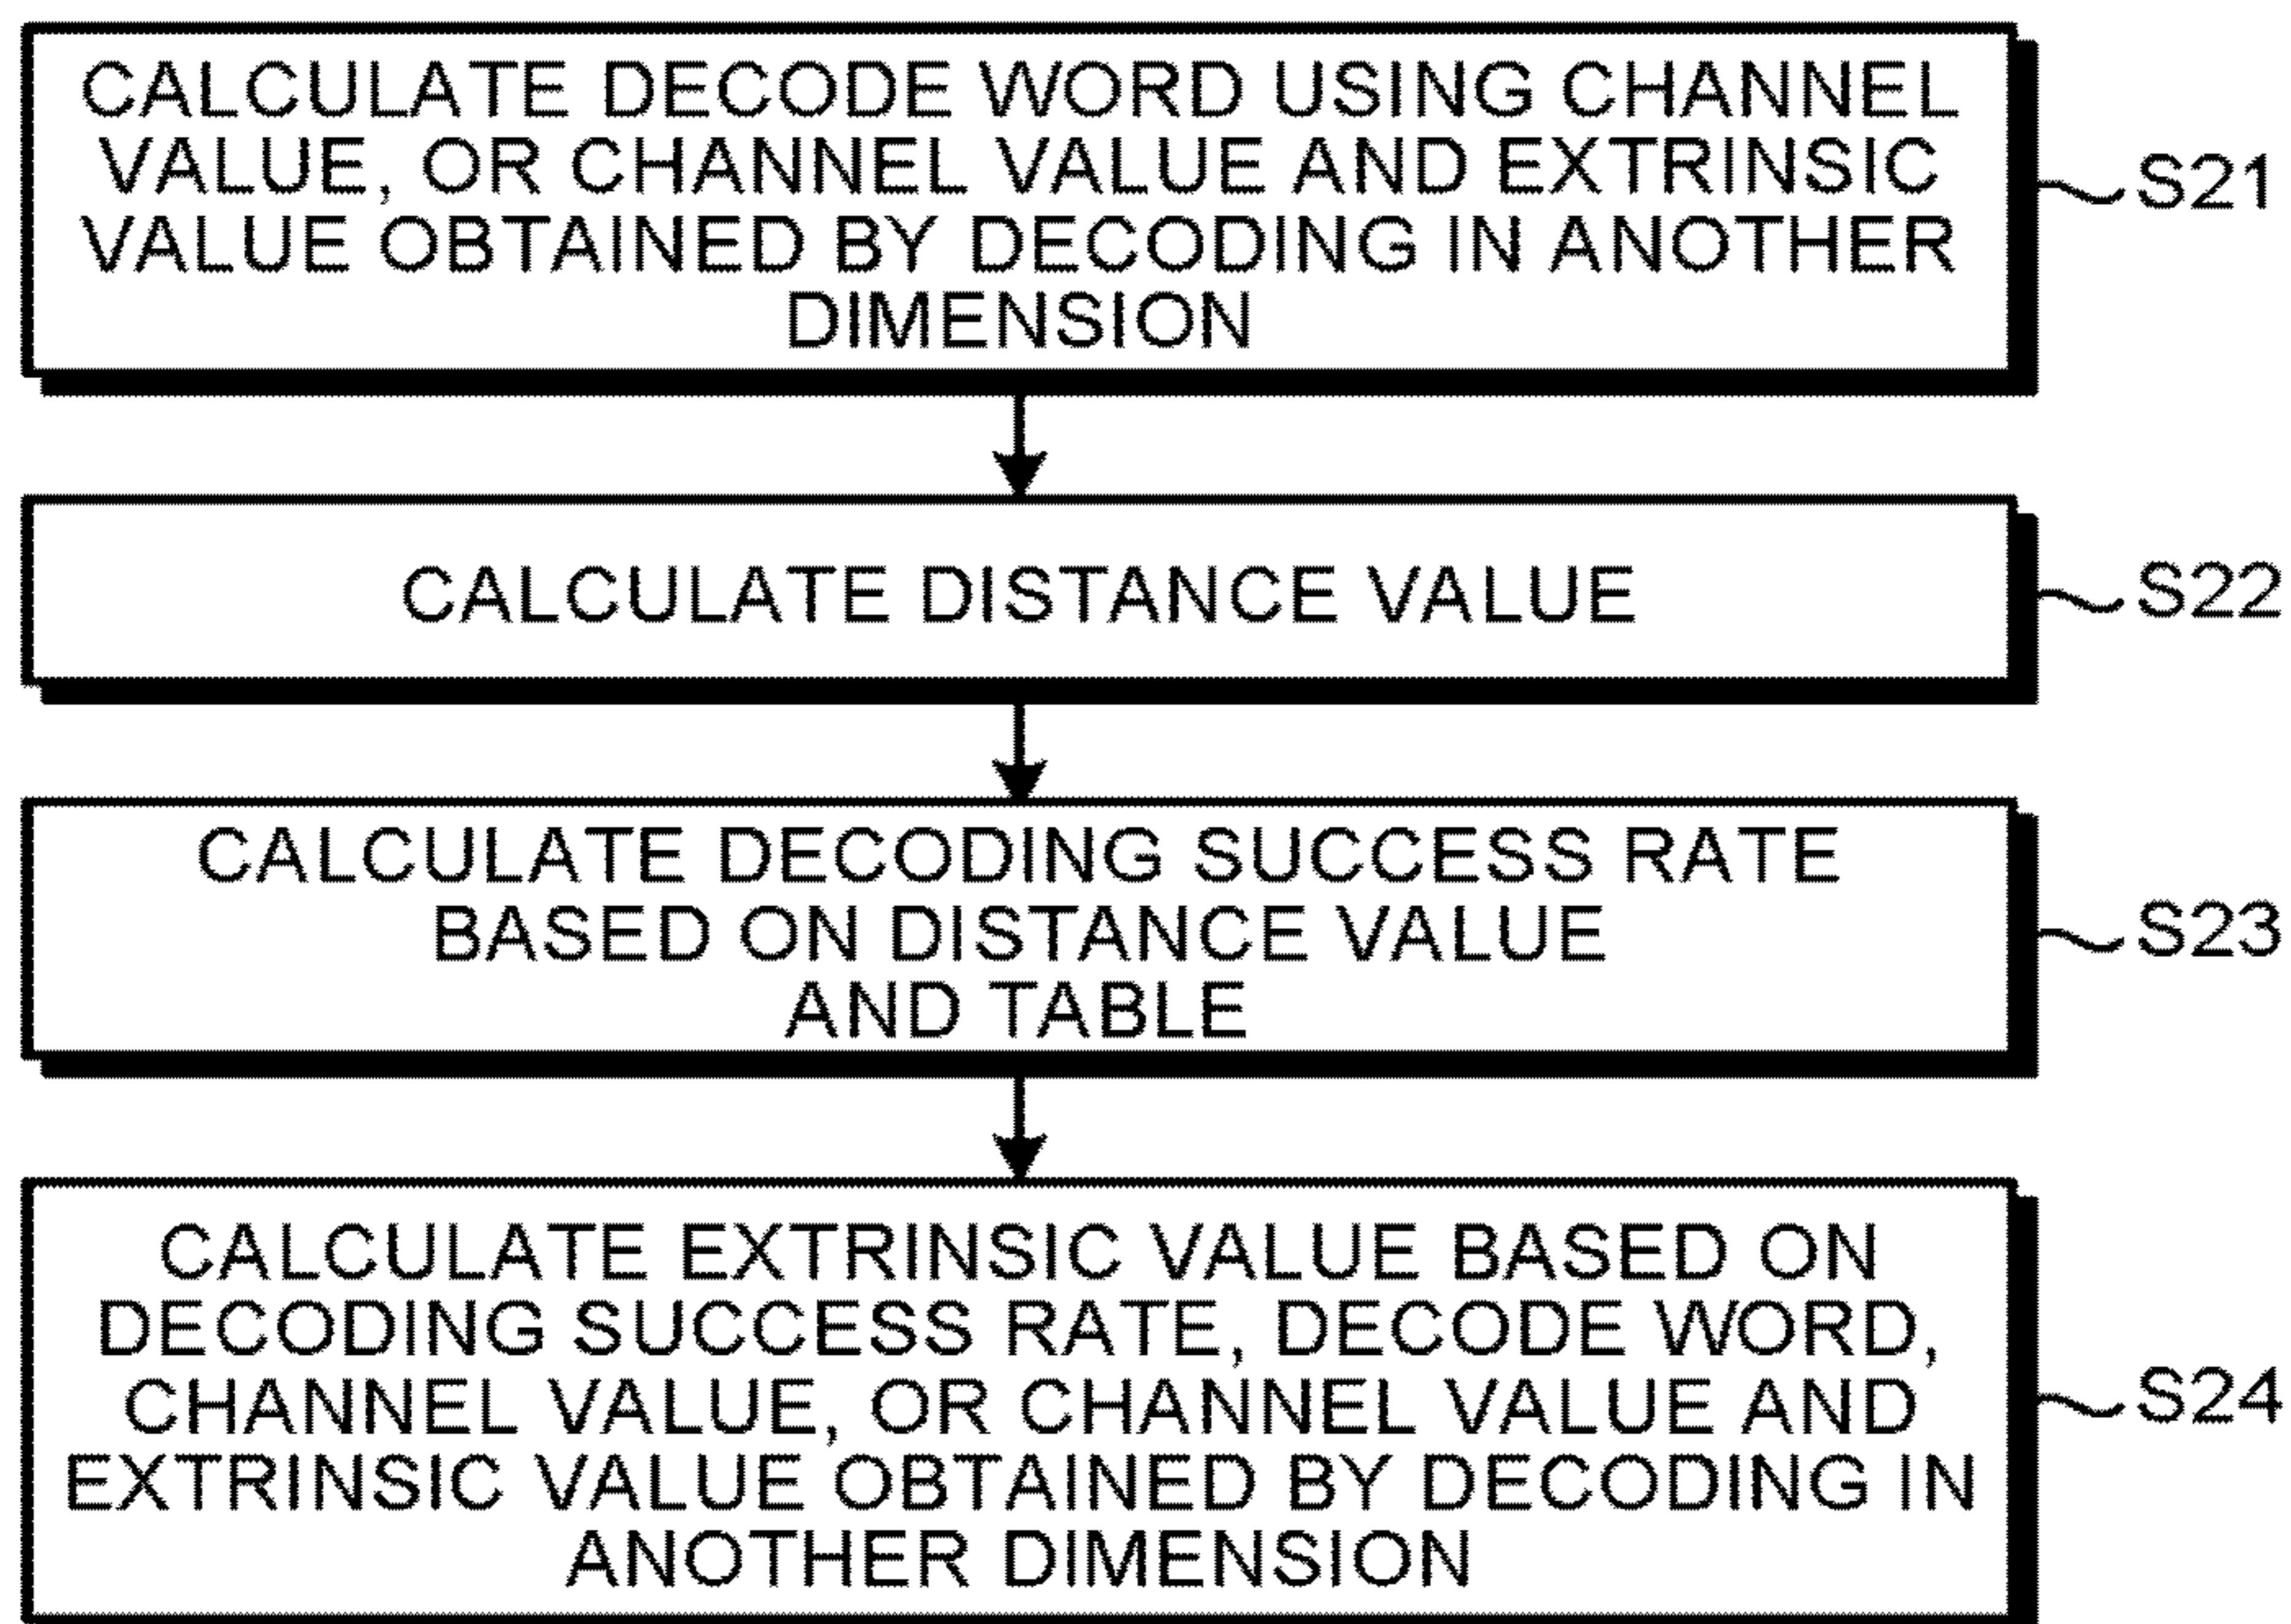 CALCULATE DECODE WORD USING CHANNEL
VALUE, OR CHANNEL VALUE AND EXTRINSIC
VALUE OBTAINED BY DECODING IN ANOTHER
DIMENSION
S21
CALCULATE DISTANCE VALUE
S22
CALCULATE DECODING SUCCESS RATE
BASED ON DISTANCE VALUE
AND TABLE
S23
CALCULATE EXTRINSIC VALUE BASED ON
DECODING SUCCESS RATE, DECODE WORD,
CHANNEL VALUE, OR CHANNEL VALUE AND
EXTRINSIC VALUE OBTAINED BY DECODING IN
ANOTHER DIMENSION
S24